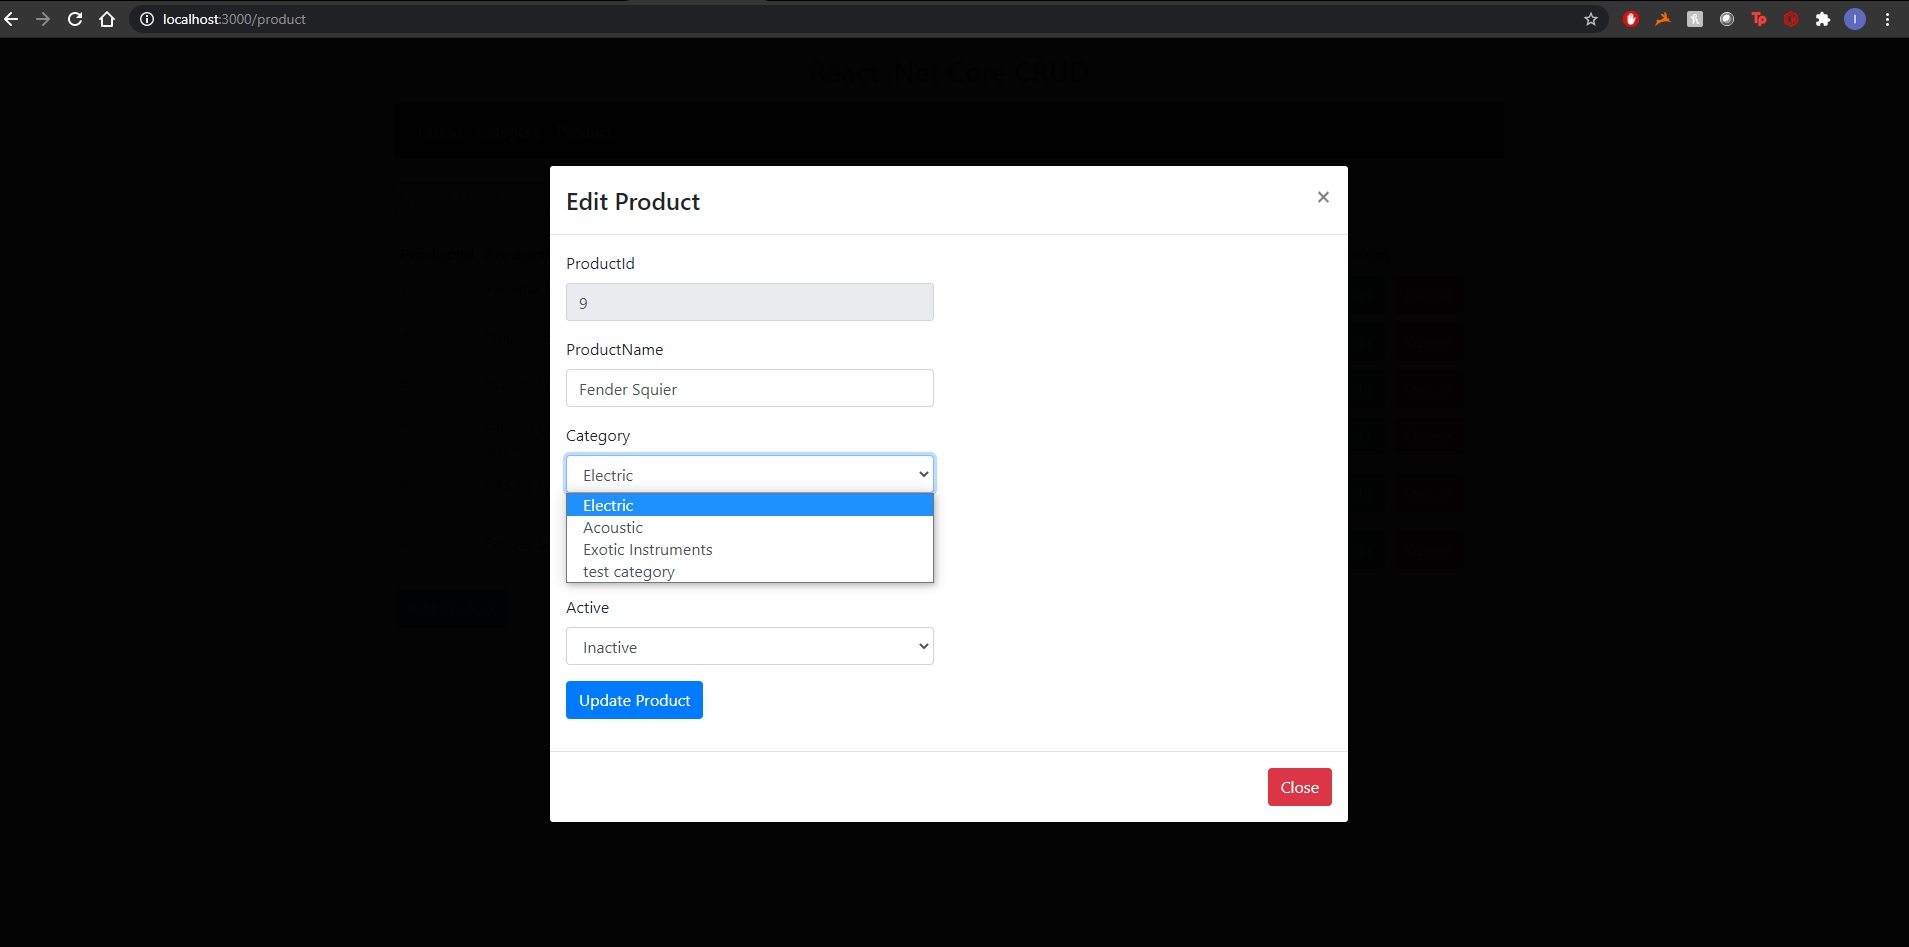 localhost:3000/product
React .Net Core CRUD
Edit Product
×
ProductId
9
ProductName
Fender Squier
Category
Electric
Electric
Acoustic
Exotic Instruments
test category
Active
Inactive
Update Product
Close